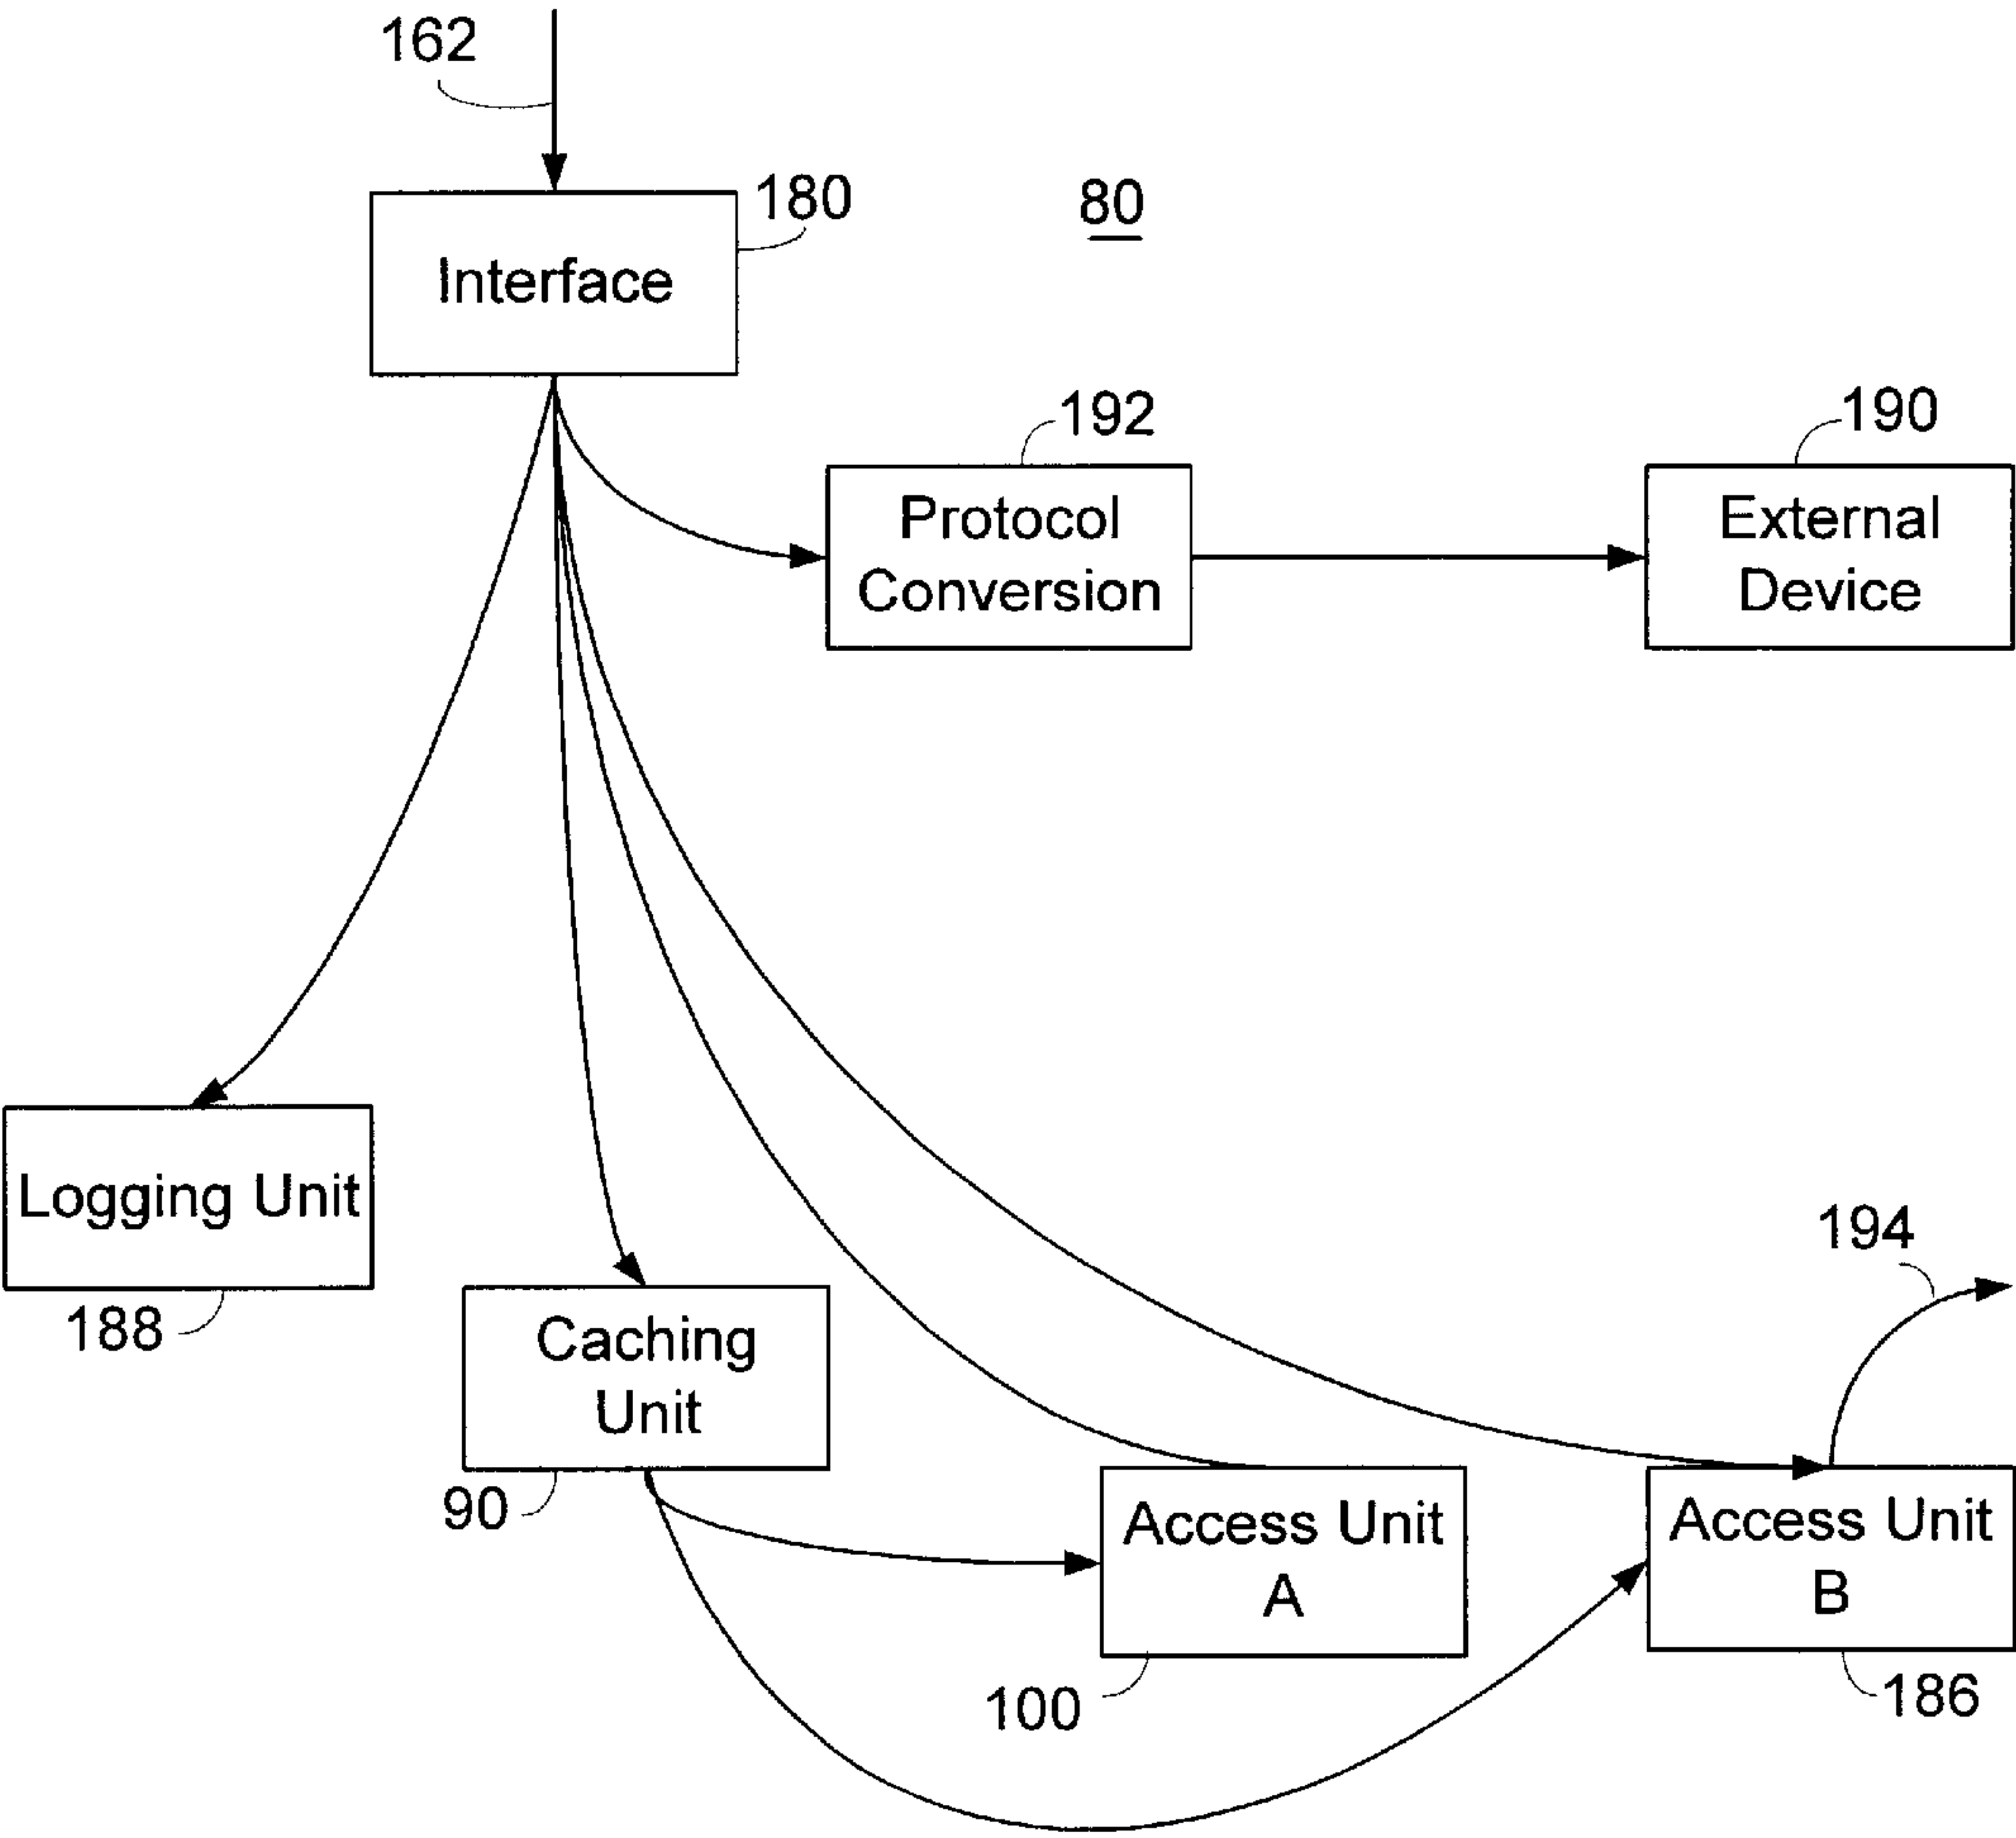 162
180
80
Interface
192
190
Protocol
Conversion
External
Device
Logging Unit
194
188
Caching
Unit
90
Access Unit
A
Access Unit
B
100
186